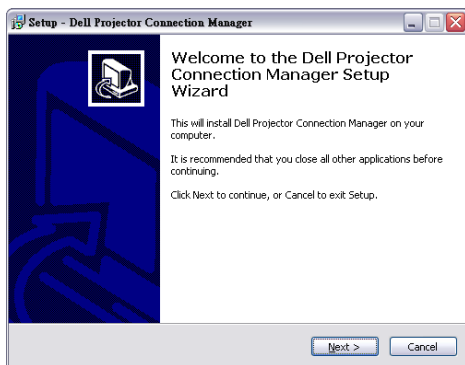 Setup - Dell Projector Connection Manager
Welcome to the Dell Projector
Connection Manager Setup
Wizard
This will install Dell Projector Connection Manager on your
computer.
It is recommended that you close all other applications before
continuing.
Click Next to continue, or Cancel to exit Setup.
Next >
Cancel